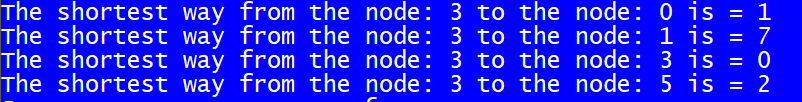 The shortest way from the node: 3 to the node: 0 is = 1
The shortest way from the node: 3 to the node: 1 is = 7
The shortest way from the node: 3 to the node: 3 is = 0
The shortest way from the node: 3 to the node: 5 is = 2